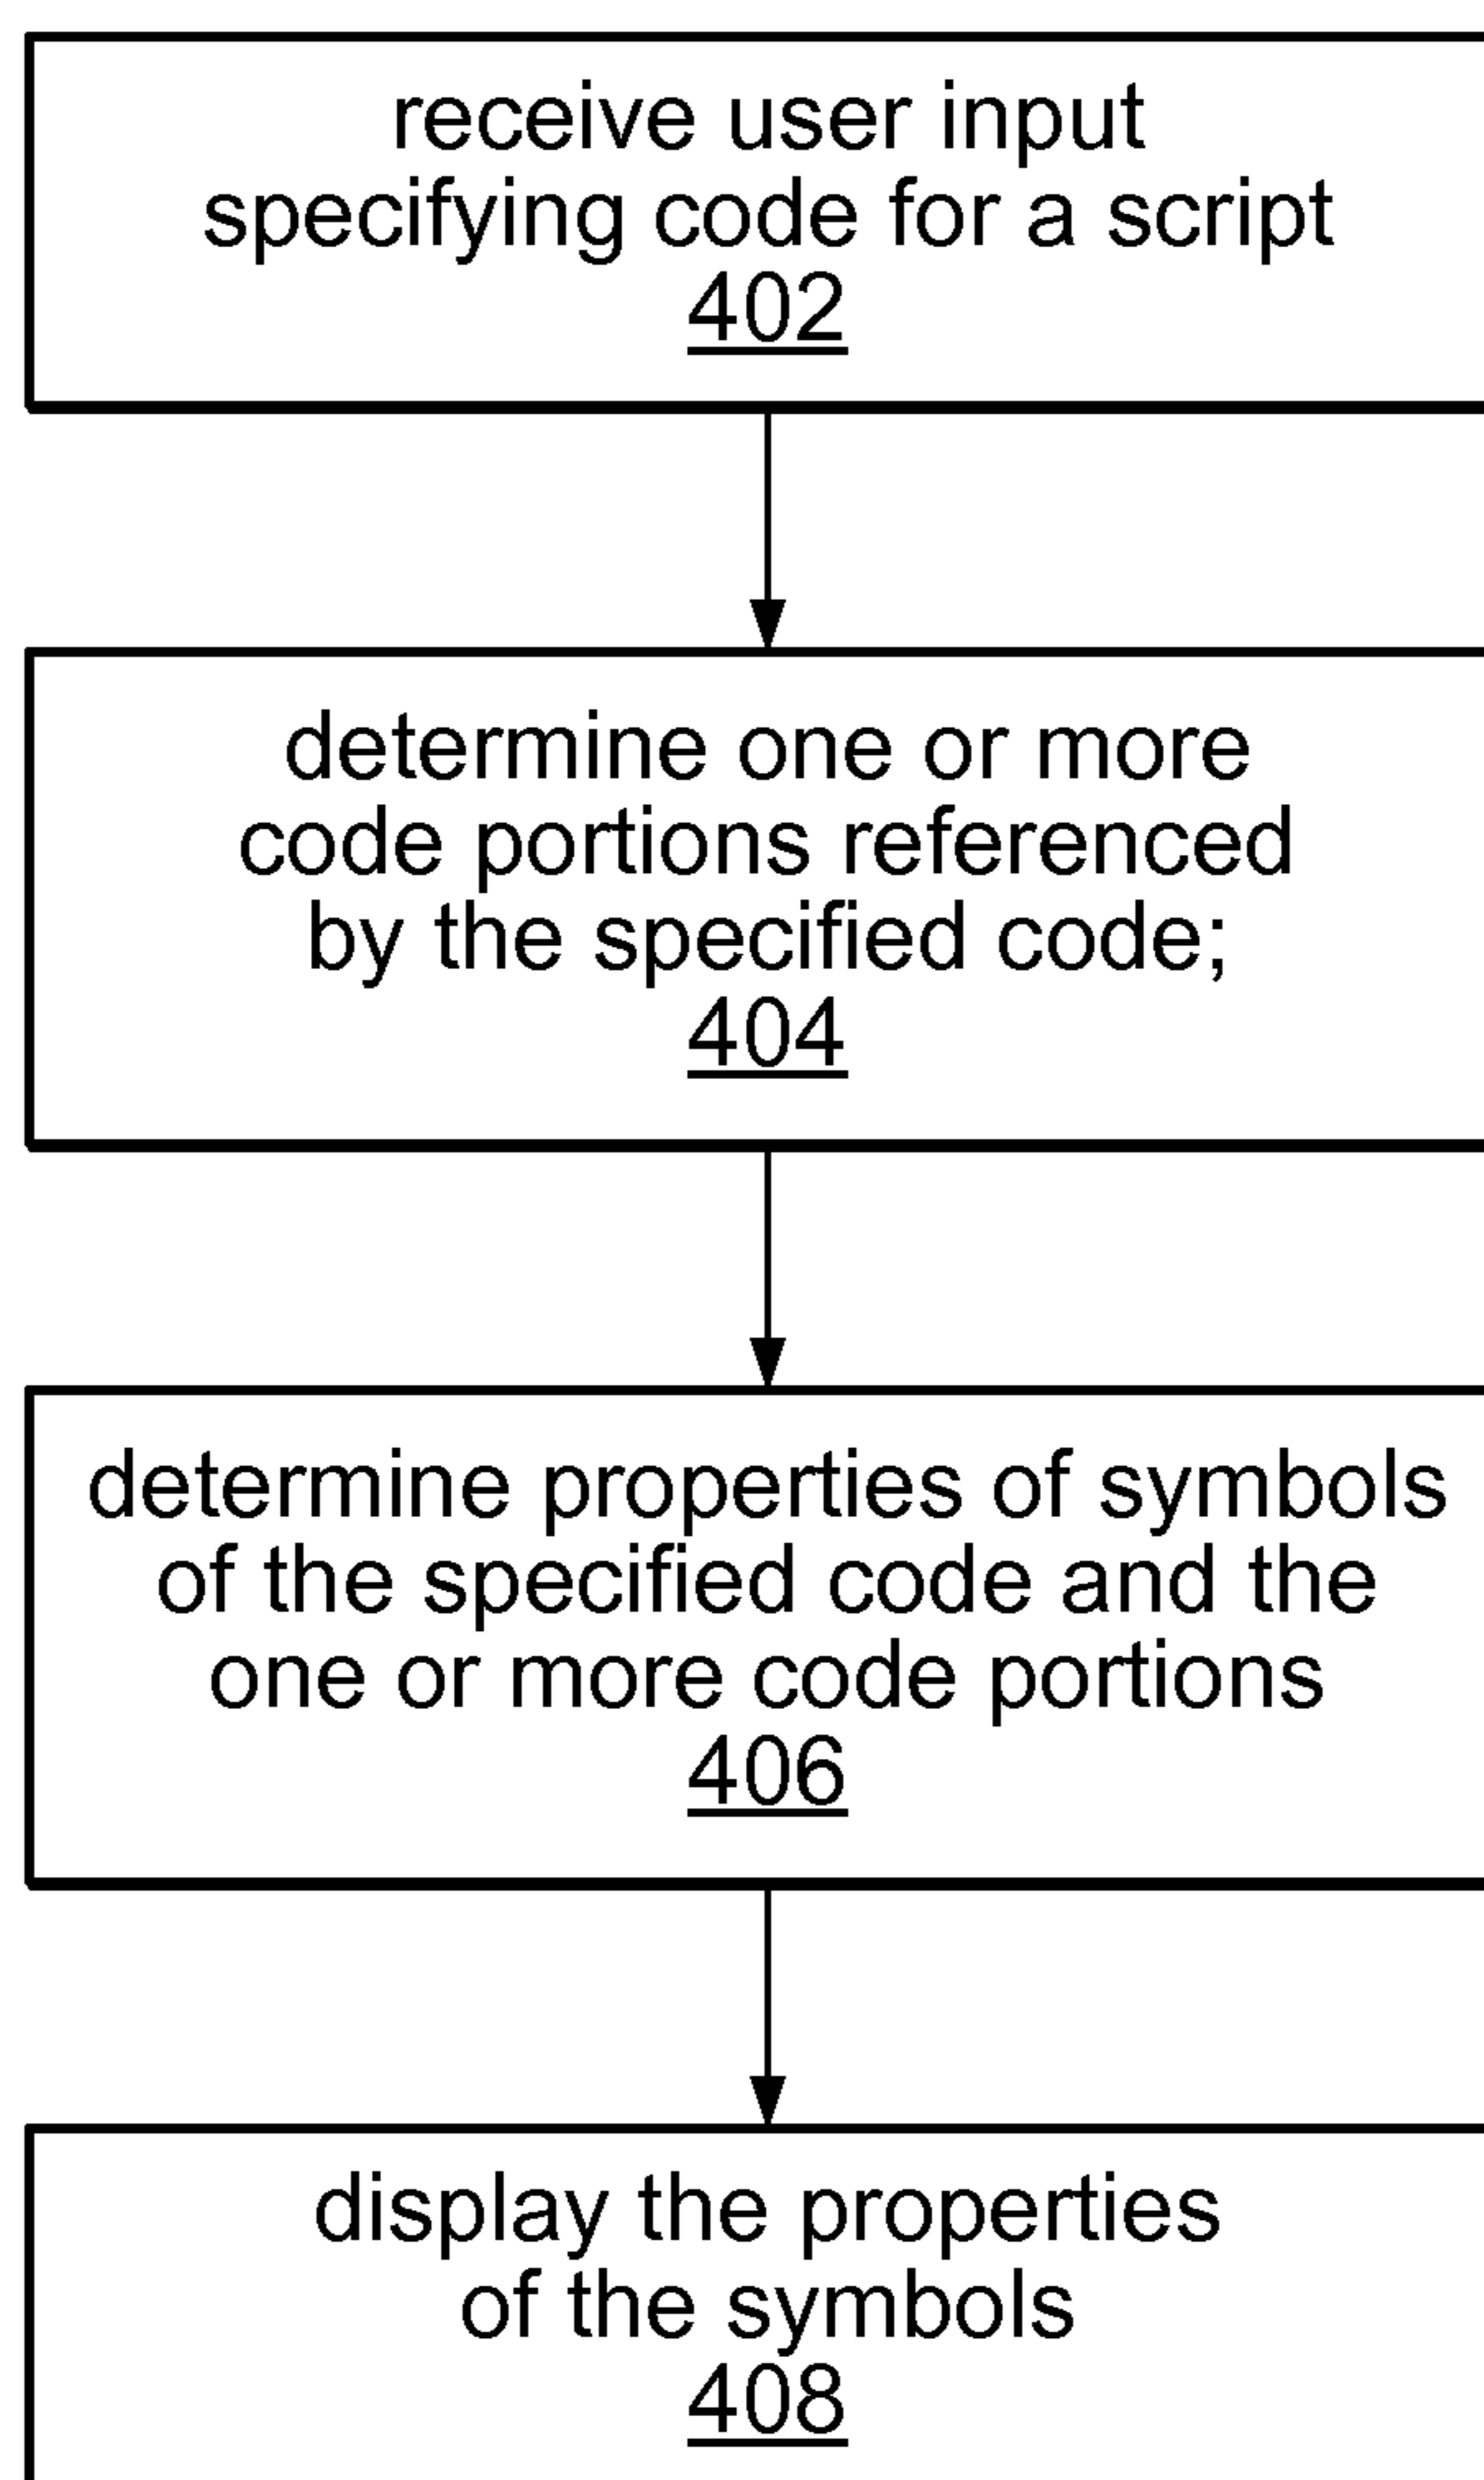 receive user input
specifying code for a script
402
determine one or more
code portions referenced
by the specified code;
404
determine properties of symbols
of the specified code and the
one or more code portions
406
display the properties
of the symbols
408